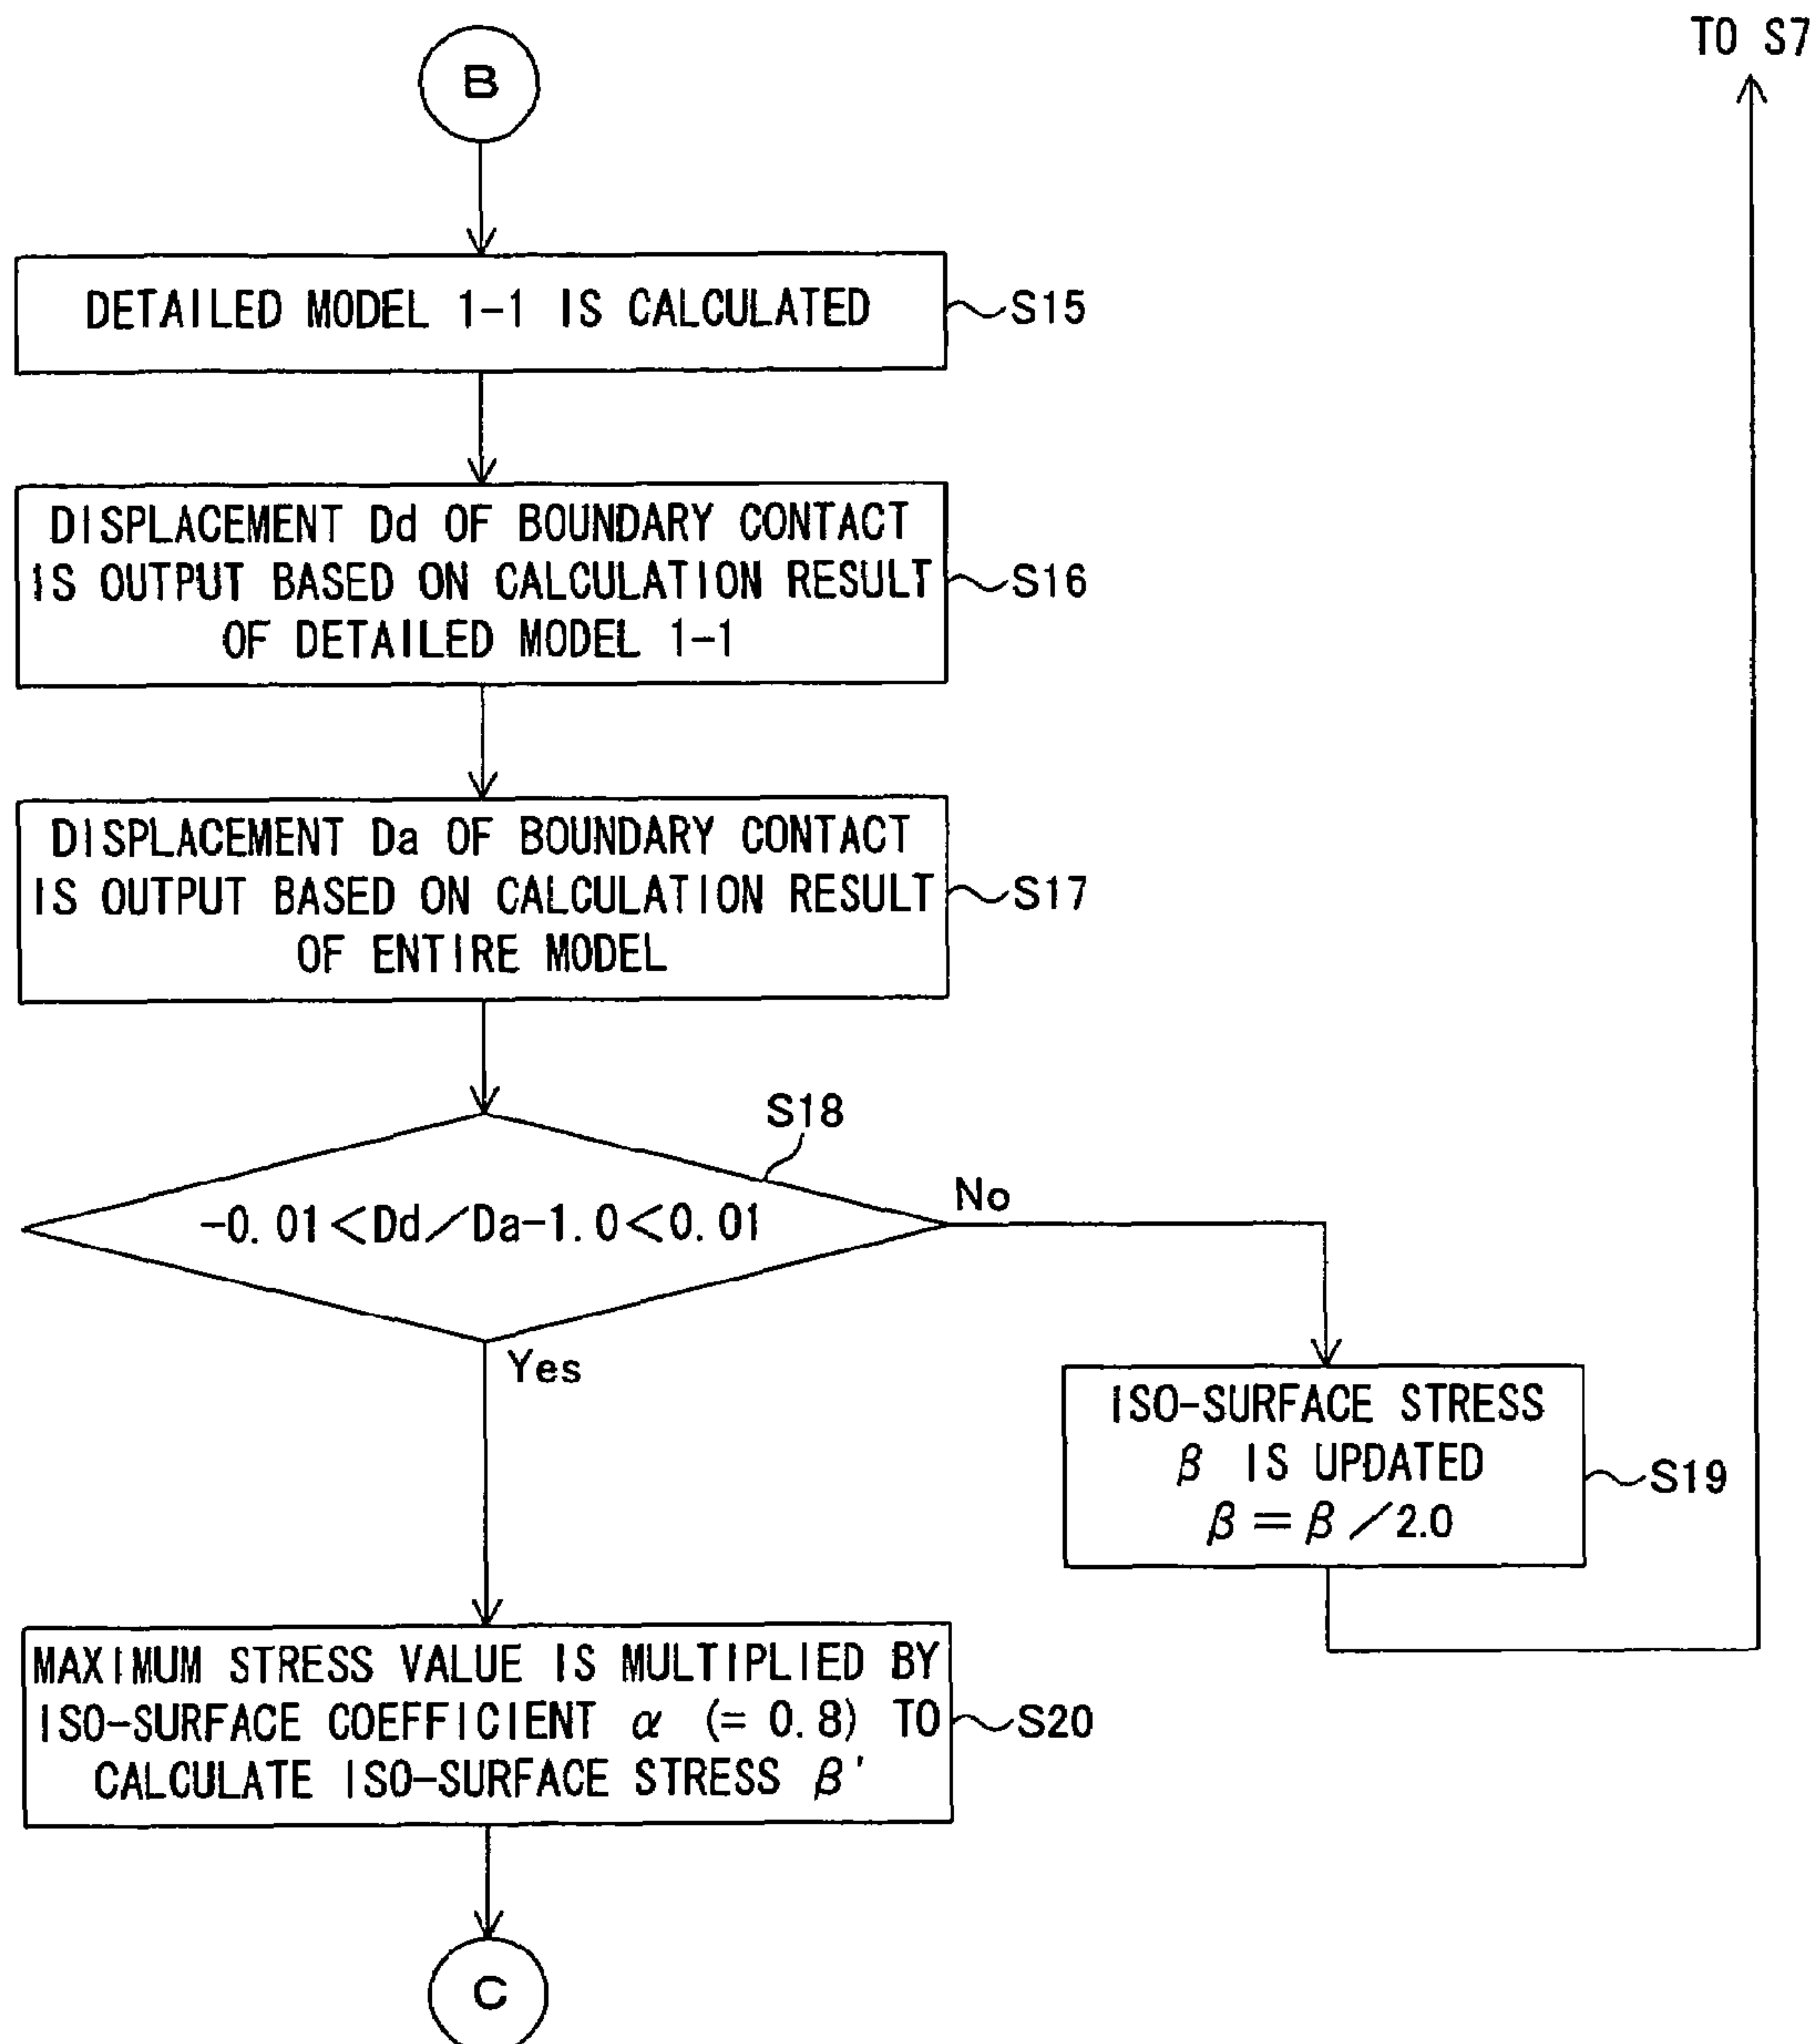 TO S7
B
DETAILED MODEL 1-1 IS CALCULATED
S15
DISPLACEMENT Dd OF BOUNDARY CONTACT
IS OUTPUT BASED ON CALCULATION RESULT
OF DETAILED MODEL 1-1
S16
DISPLACEMENT Da OF BOUNDARY CONTACT
IS OUTPUT BASED ON CALCULATION RESULT
OF ENTIRE MODEL
S17
S18
-0.01<Dd/Da-1.0<0.01
No
Yes
ISO-SURFACE STRESS
β IS UPDATED
β=β/2.0
S19
MAXIMUM STRESS VALUE IS MULTIPLIED BY
ISO-SURFACE COEFFICIENT α (= 0.8) TO
CALCULATE ISO-SURFACE STRESS β'
S20
C